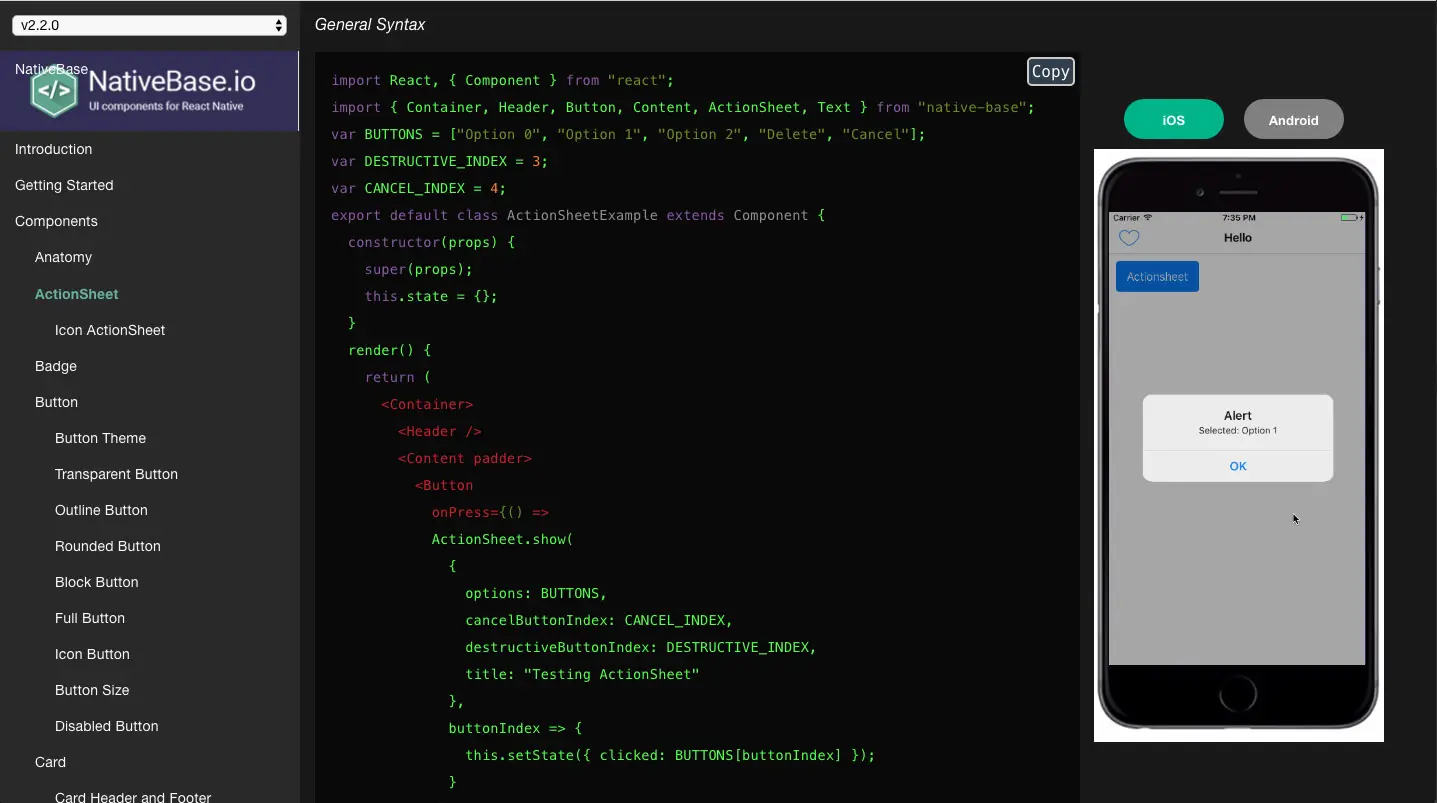 v2.2.0
NativeBase
NativeBase.io
UI components for React Native
Introduction
Getting Started
Components
Anatomy
ActionSheet
Icon ActionSheet
Badge
Button
Button Theme
Transparent Button
Outline Button
Rounded Button
Block Button
Full Button
Icon Button
Button Size
Disabled Button
Card
Card Header and Footer
General Syntax
Copy
import React, { Component } from "react";
import { Container, Header, Button, Content, ActionSheet, Text } from "native-base";
var BUTTONS = ["Option 0", "Option 1", "Option 2", "Delete", "Cancel"];
var DESTRUCTIVE_INDEX = 3;
var CANCEL_INDEX = 4;
export default class ActionSheetExample extends Component {
constructor(props) {
super(props);
this.state = {};
}
render() {
return (
<Container>
<Header />
<Content padder>
<Button
onPress={() =>
ActionSheet.show(
{
options: BUTTONS,
cancelButtonIndex: CANCEL_INDEX,
destructiveButtonIndex: DESTRUCTIVE_INDEX,
title: "Testing ActionSheet"
},
buttonIndex => {
this.setState({ clicked: BUTTONS[buttonIndex] });
}
iOS
Android
Carrier 7:35 PM
Hello
Actionsheet
Alert
Selected: Option 1
OK